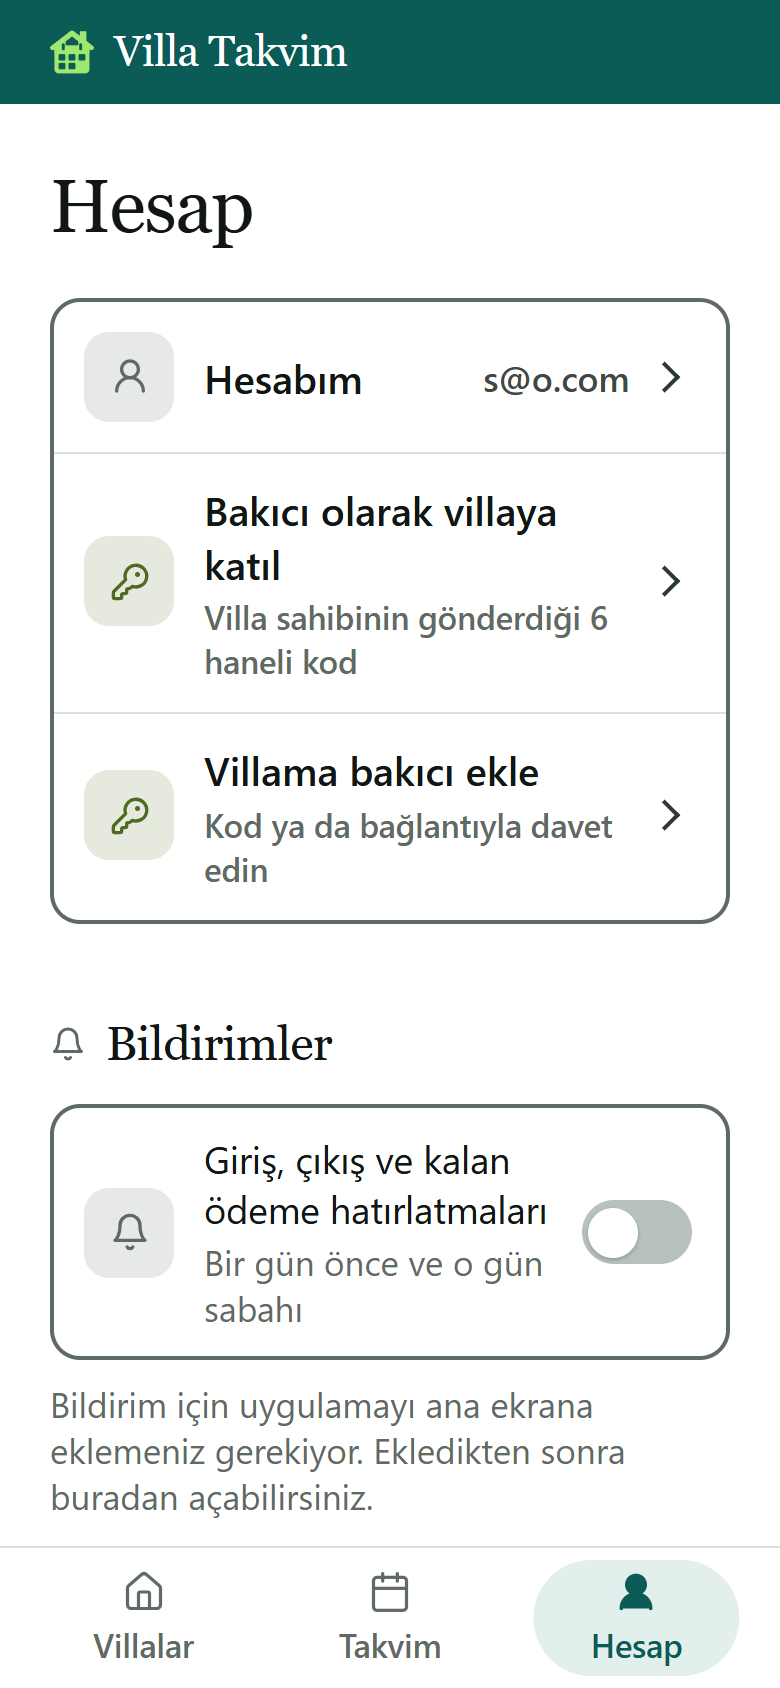 Villa Takvim
Hesap
Hesabım
s@o.com
Bakıcı olarak villaya
katıl
Villa sahibinin gönderdiği 6
haneli kod
Villama bakıcı ekle
Kod ya da bağlantıyla davet
edin
Bildirimler
Giriş, çıkış ve kalan
ödeme hatırlatmaları
Bir gün önce ve o gün
sabahı
Bildirim için uygulamayı ana ekrana
eklemeniz gerekiyor. Ekledikten sonra
buradan açabilirsiniz.
Villalar
Takvim
Hesap